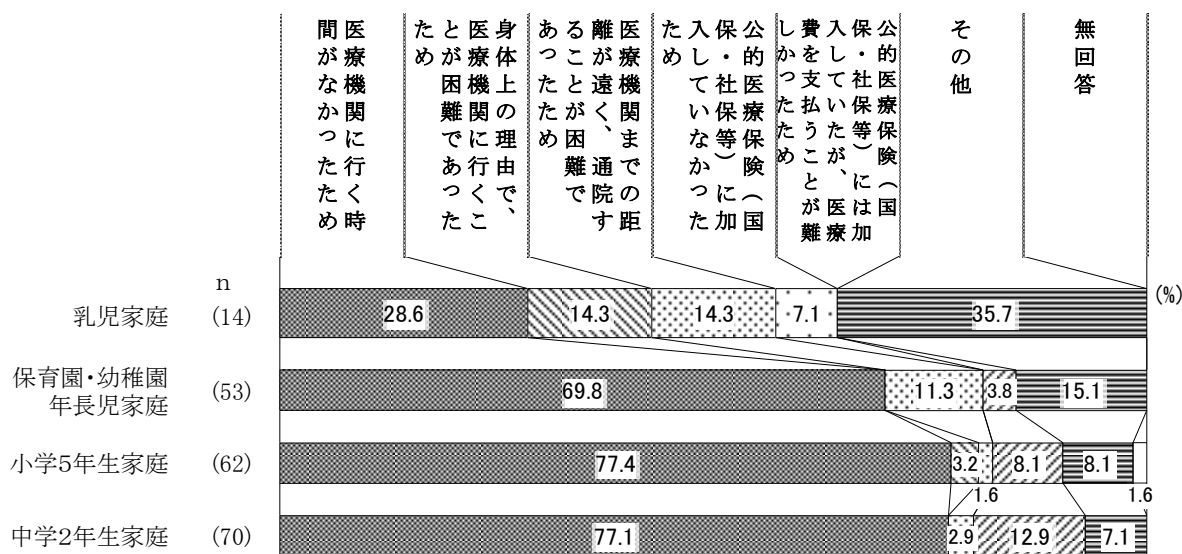 医療機関に行く時
間がなかったため
身体上の理由で、
医療機関に行くこ
とが困難であった
ため
医療機関までの距
離が遠く、通院す
ることが困難で
あったため
公的医療保険（国
保・社保等）に加
入していなかった
ため
公的医療保険（国
保・社保等）には加
入していたが、医療
費を支払うことが難
しかったため
その他
無回答
n
(%)
乳児家庭 (14) 28.6 14.3 14.3 7.1 35.7
保育園・幼稚園
年長児家庭 (53) 69.8 11.3 3.8 15.1
小学5年生家庭 (62) 77.4 3.2 8.1 8.1
1.6 1.6
中学2年生家庭 (70) 77.1 2.9 12.9 7.1